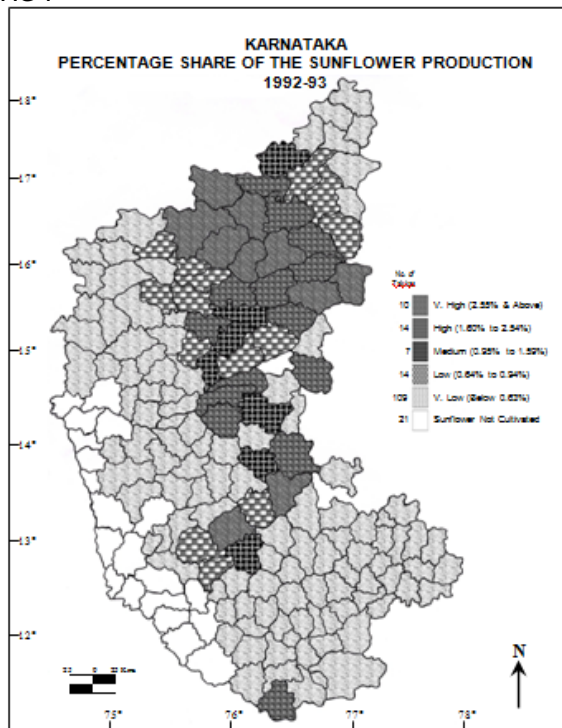 KARNATAKA
PERCENTAGE SHARE OF THE SUNFLOWER PRODUCTION
1992-93
18°
17°
16°
15°
14°
13°
12°
No. of
Talukas
10 V. High (2.55% & Above)
14 High (1.60% to 2.54%)
7 Medium (0.95% to 1.59%)
14 Low (0.64% to 0.94%)
109 V. Low (Below 0.63%)
21 Sunflower Not Cultivated
N
75° 76° 77° 78°